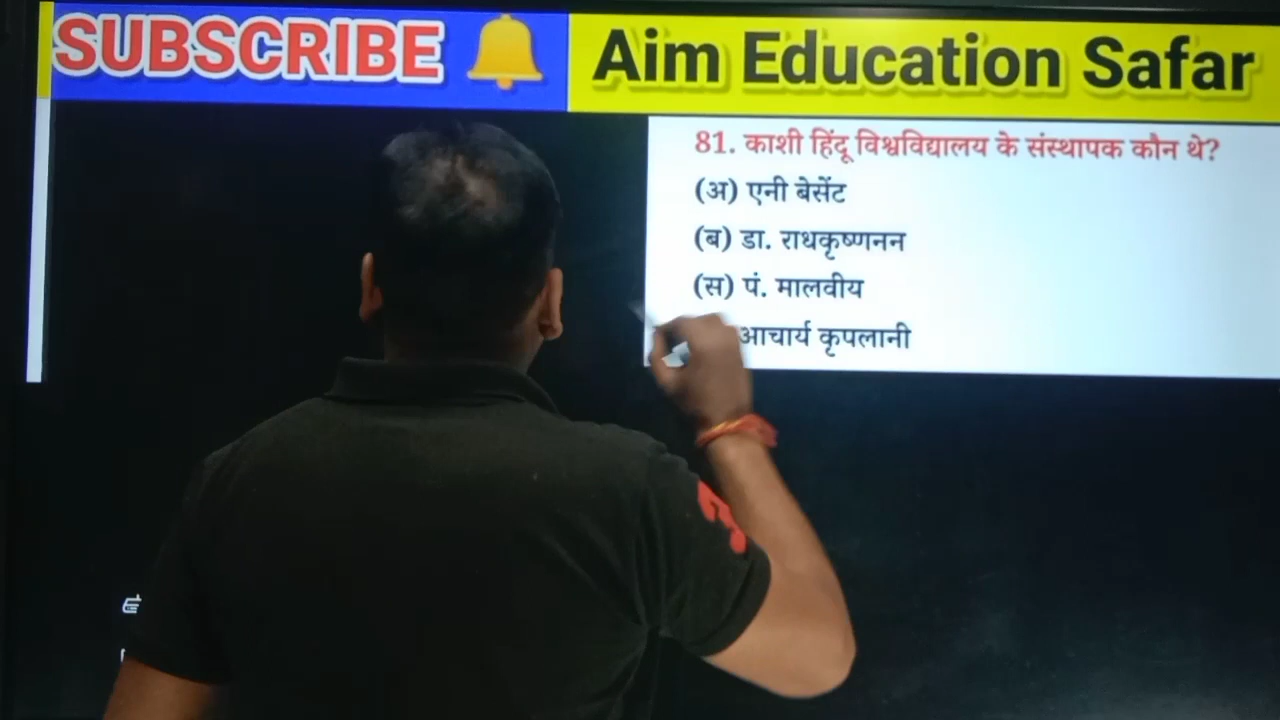 SUBSCRIBE
Aim Education Safar
81. काशी हिंदू विश्वविद्यालय के संस्थापक कौन थे?
(अ) एनी बेसेंट
(ब) डा. राधकृष्णनन
(स) पं. मालवीय
आचार्य कृपलानी